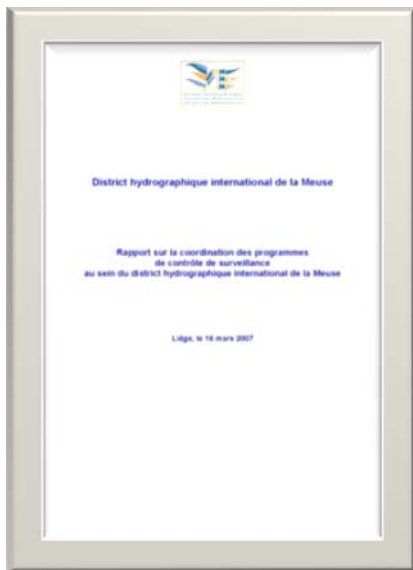 District hydrographique international de la Meuse
Rapport sur la coordination des programmes
de contrôle de surveillance
au sein du district hydrographique international de la Meuse
Liège, le 16 mars 2007